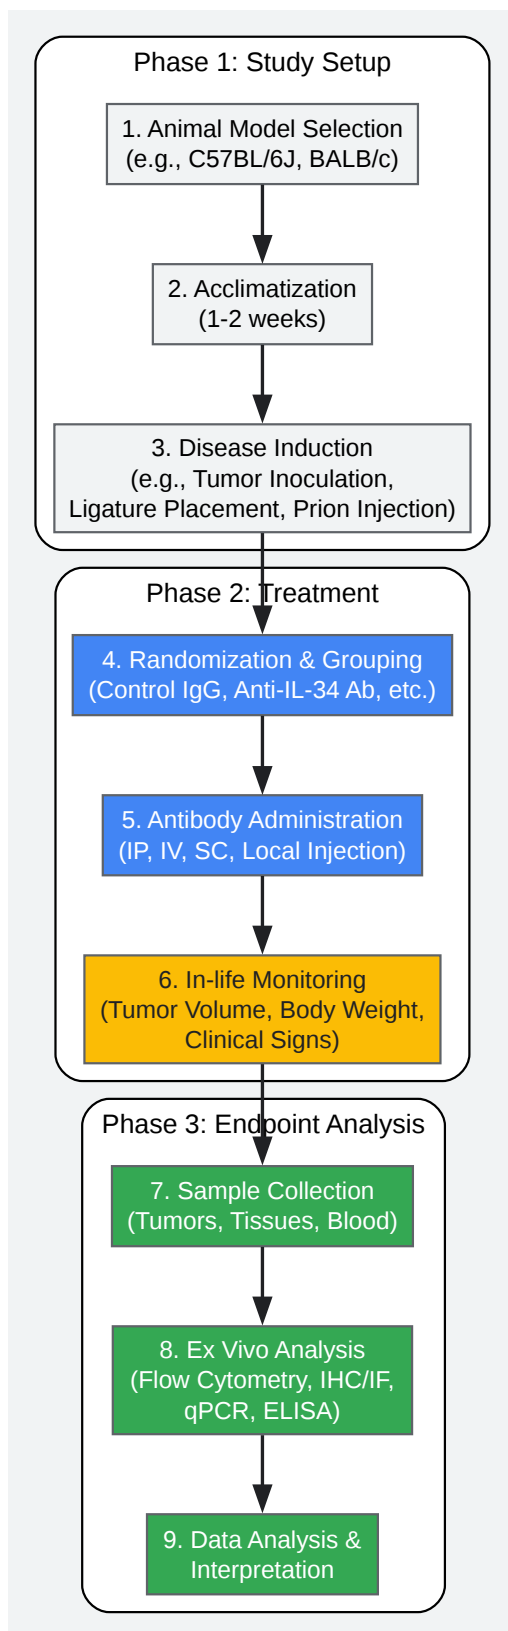 Phase 1: Study Setup
1. Animal Model Selection
(e.g., C57BL/6J, BALB/c)
2. Acclimatization
(1-2 weeks)
3. Disease Induction
(e.g., Tumor Inoculation,
Ligature Placement, Prion Injection)
Phase 2: Treatment
4. Randomization & Grouping
(Control IgG, Anti-IL-34 Ab, etc.)
5. Antibody Administration
(IP, IV, SC, Local Injection)
6. In-life Monitoring
(Tumor Volume, Body Weight,
Clinical Signs)
Phase 3: Endpoint Analysis
7. Sample Collection
(Tumors, Tissues, Blood)
8. Ex Vivo Analysis
(Flow Cytometry, IHC/IF,
qPCR, ELISA)
9. Data Analysis &
Interpretation